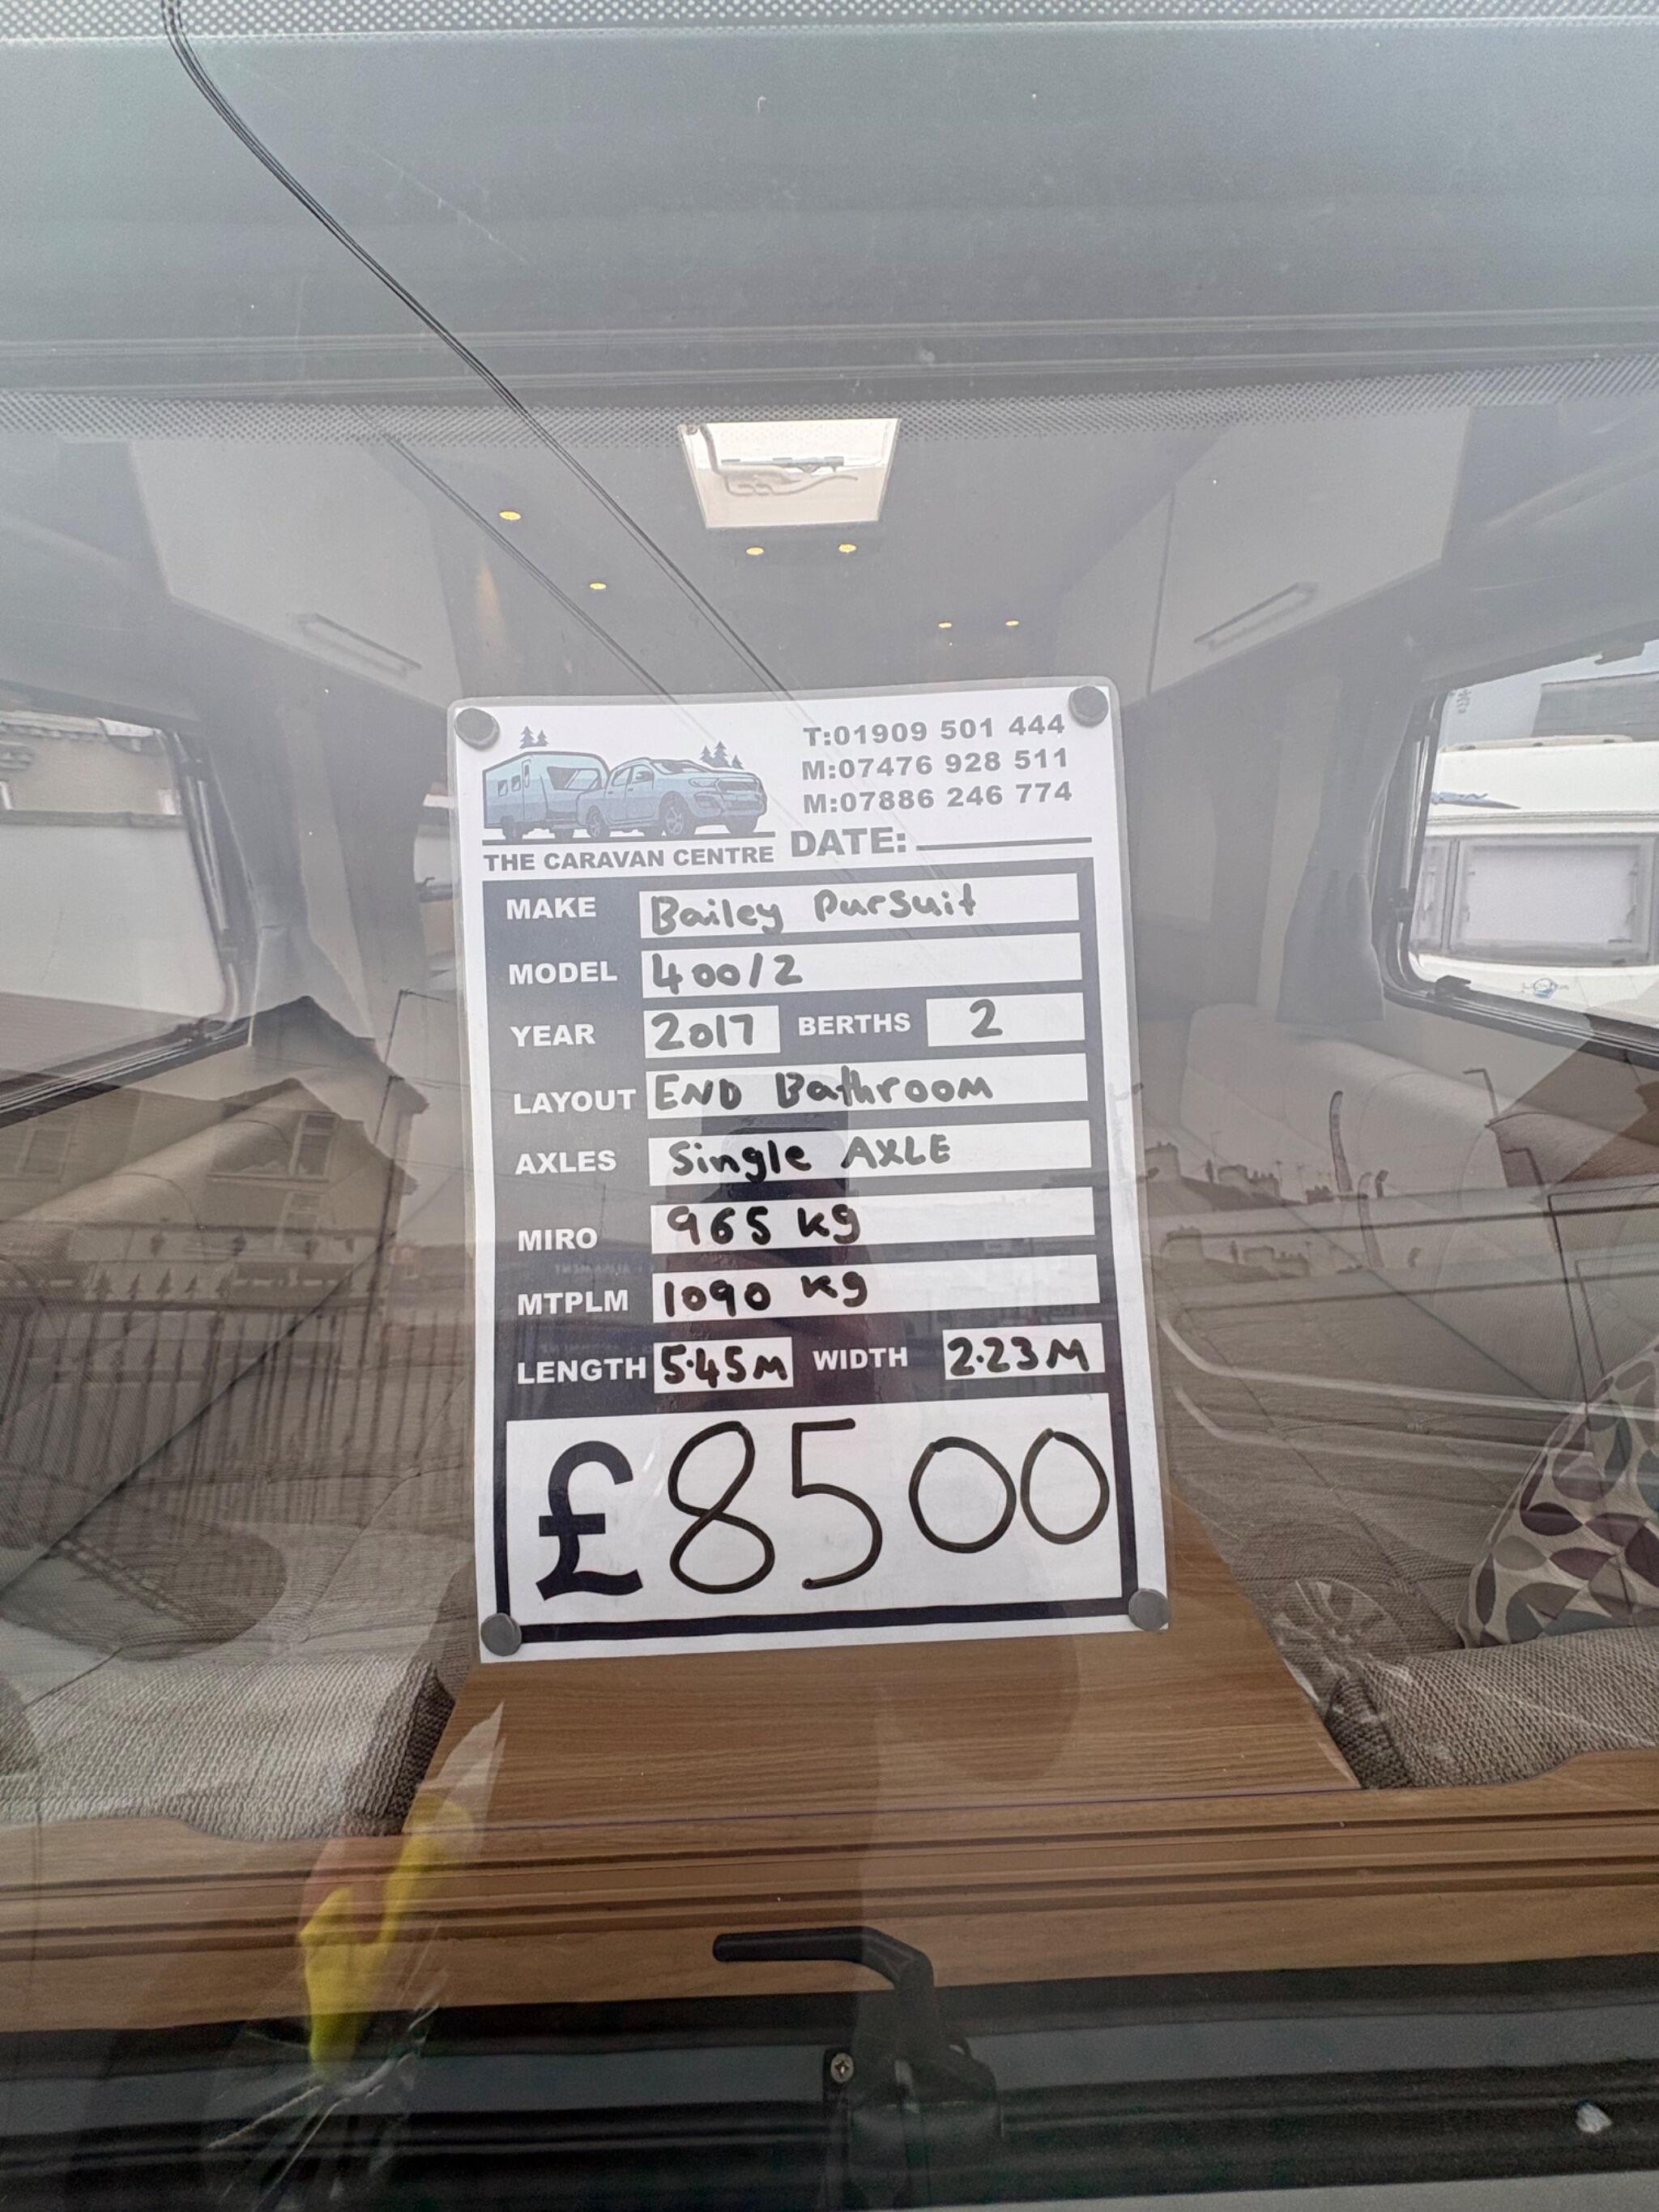 T:01909 501 444
M:07476 928 511
M:07886 246 774
THE CARAVAN CENTRE
DATE:
MAKE Bailey Pursuit
MODEL 400/2
YEAR 2017 BERTHS 2
LAYOUT END Bathroom
AXLES Single AXLE
MIRO 965 kg
MTPLM 1090 kg
LENGTH 5.45M WIDTH 2.23M
£8500